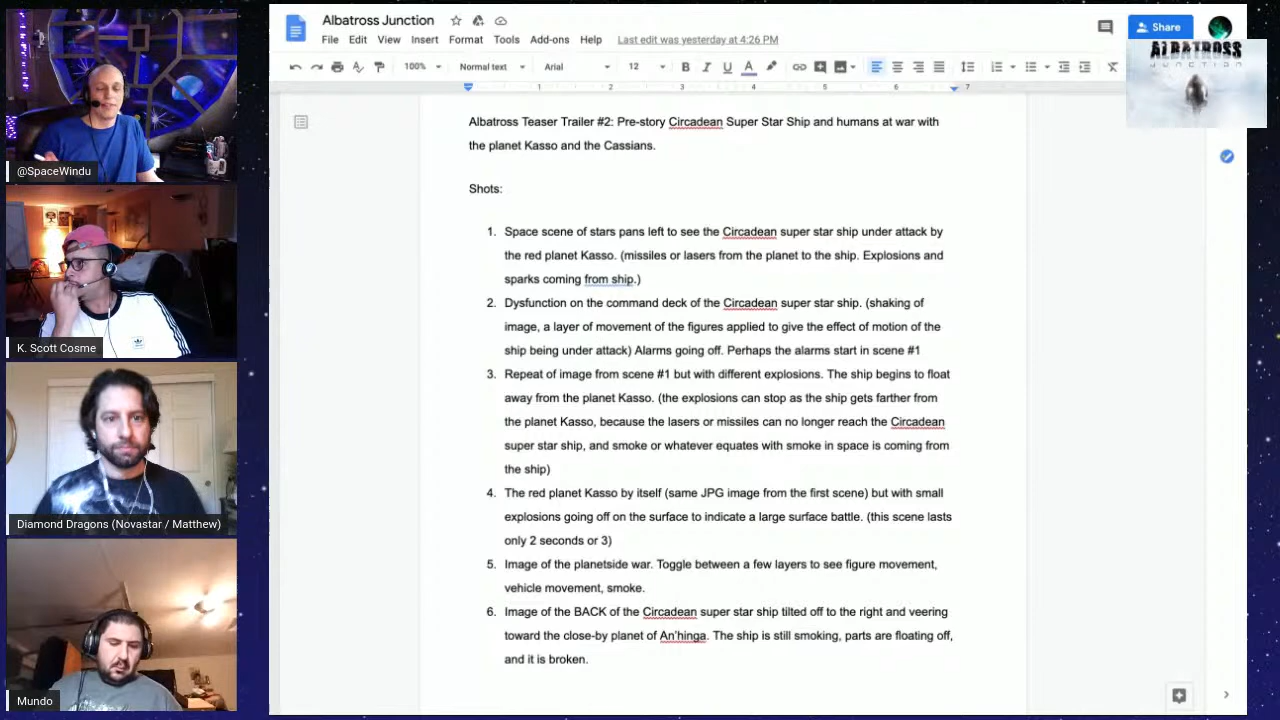 @SpaceWindu
K. Scott Cosme
Diamond Dragons (Novastar / Matthew)
Mundo
Albatross Junction
File Edit View Insert Format Tools Add-ons Help Last edit was yesterday at 4:26 PM
Share
100% Normal text Arial 12 B I U A
1 2 3 4 5 6 7
ALBATROSS
JUNCTION
Albatross Teaser Trailer #2: Pre-story Circadean Super Star Ship and humans at war with
the planet Kasso and the Cassians.
Shots:
1. Space scene of stars pans left to see the Circadean super star ship under attack by
the red planet Kasso. (missiles or lasers from the planet to the ship. Explosions and
sparks coming from ship.)
2. Dysfunction on the command deck of the Circadean super star ship. (shaking of
image, a layer of movement of the figures applied to give the effect of motion of the
ship being under attack) Alarms going off. Perhaps the alarms start in scene #1
3. Repeat of image from scene #1 but with different explosions. The ship begins to float
away from the planet Kasso. (the explosions can stop as the ship gets farther from
the planet Kasso, because the lasers or missiles can no longer reach the Circadean
super star ship, and smoke or whatever equates with smoke in space is coming from
the ship)
4. The red planet Kasso by itself (same JPG image from the first scene) but with small
explosions going off on the surface to indicate a large surface battle. (this scene lasts
only 2 seconds or 3)
5. Image of the planetside war. Toggle between a few layers to see figure movement,
vehicle movement, smoke.
6. Image of the BACK of the Circadean super star ship tilted off to the right and veering
toward the close-by planet of An'hinga. The ship is still smoking, parts are floating off,
and it is broken.